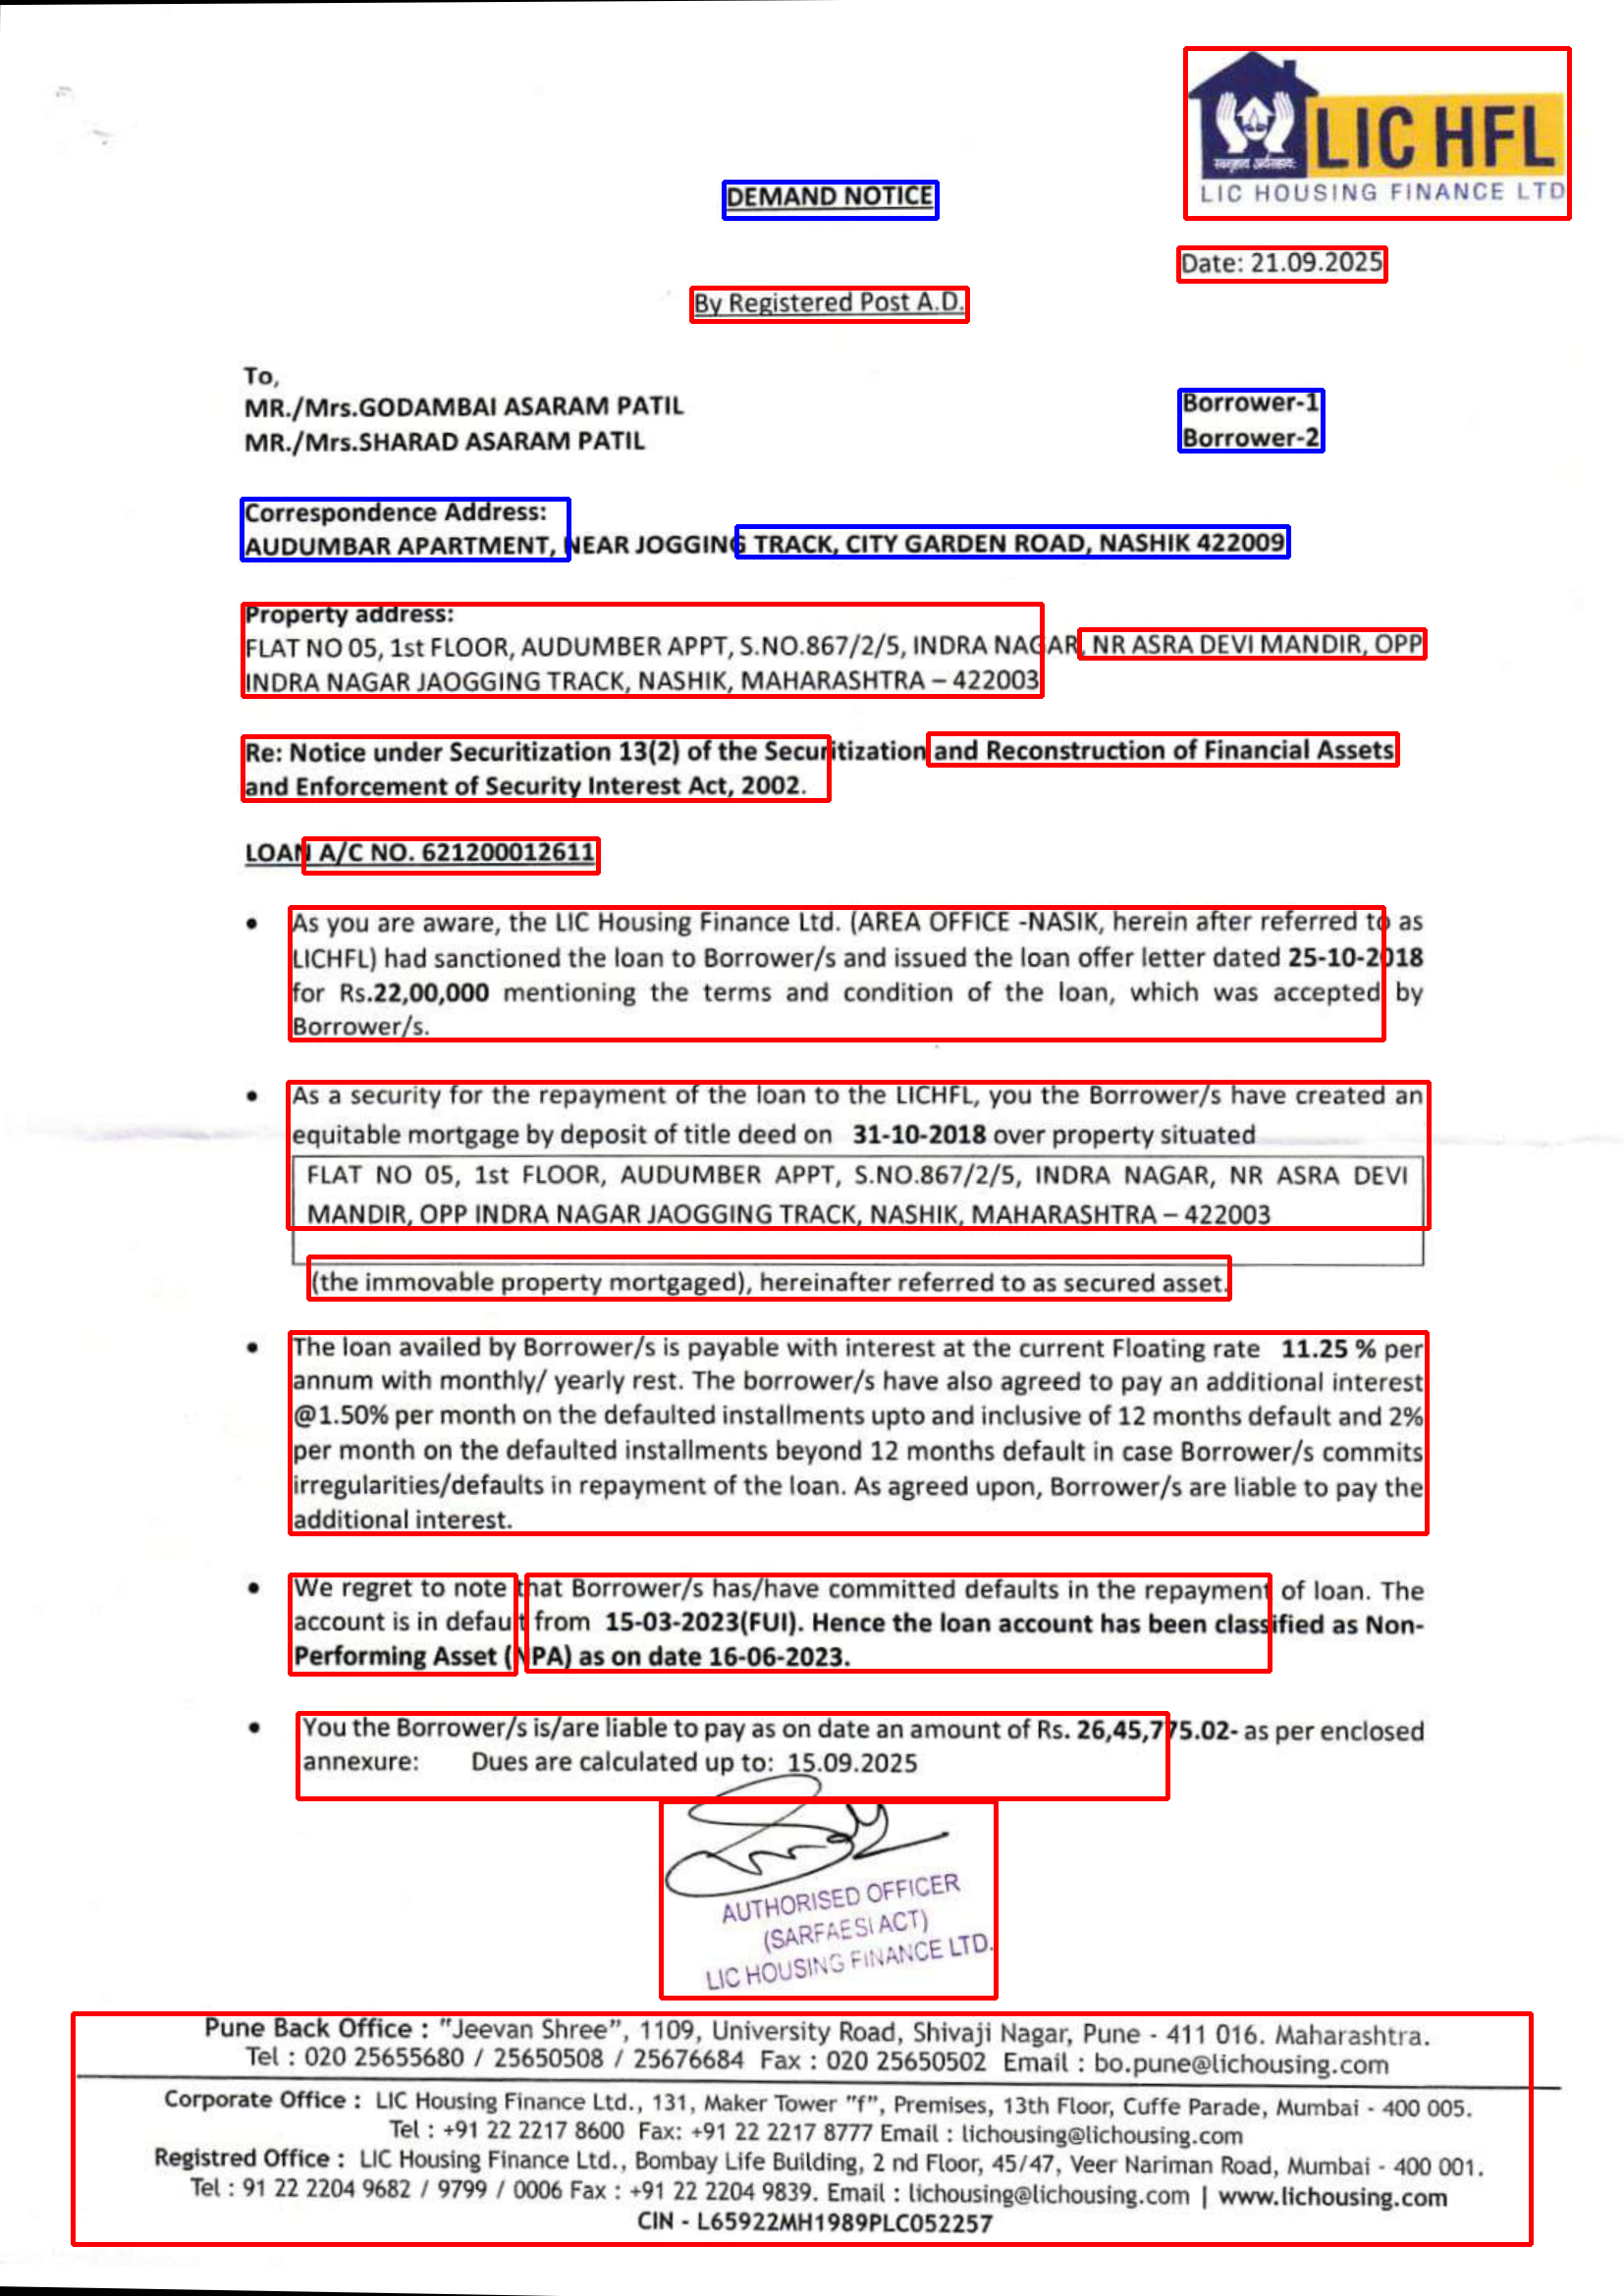 LIC HFL
LIC HOUSING FINANCE LTD
DEMAND NOTICE
Date: 21.09.2025
By Registered Post A.D.
To,
MR./Mrs.GODAMBAI ASARAM PATIL Borrower-1
MR./Mrs.SHARAD ASARAM PATIL Borrower-2
Correspondence Address:
AUDUMBAR APARTMENT, NEAR JOGGING TRACK, CITY GARDEN ROAD, NASHIK 422009
Property address:
FLAT NO 05, 1st FLOOR, AUDUMBER APPT, S.NO.867/2/5, INDRA NAGAR, NR ASRA DEVI MANDIR, OPP
INDRA NAGAR JAOGGING TRACK, NASHIK, MAHARASHTRA – 422003
Re: Notice under Securitization 13(2) of the Securitization and Reconstruction of Financial Assets
and Enforcement of Security Interest Act, 2002.
LOAN A/C NO. 621200012611
• As you are aware, the LIC Housing Finance Ltd. (AREA OFFICE -NASIK, herein after referred to as
LICHFL) had sanctioned the loan to Borrower/s and issued the loan offer letter dated 25-10-2018
for Rs.22,00,000 mentioning the terms and condition of the loan, which was accepted by
Borrower/s.
• As a security for the repayment of the loan to the LICHFL, you the Borrower/s have created an
equitable mortgage by deposit of title deed on 31-10-2018 over property situated
FLAT NO 05, 1st FLOOR, AUDUMBER APPT, S.NO.867/2/5, INDRA NAGAR, NR ASRA DEVI
MANDIR, OPP INDRA NAGAR JAOGGING TRACK, NASHIK, MAHARASHTRA – 422003
(the immovable property mortgaged), hereinafter referred to as secured asset.
• The loan availed by Borrower/s is payable with interest at the current Floating rate 11.25 % per
annum with monthly/ yearly rest. The borrower/s have also agreed to pay an additional interest
@1.50% per month on the defaulted installments upto and inclusive of 12 months default and 2%
per month on the defaulted installments beyond 12 months default in case Borrower/s commits
irregularities/defaults in repayment of the loan. As agreed upon, Borrower/s are liable to pay the
additional interest.
• We regret to note that Borrower/s has/have committed defaults in the repayment of loan. The
account is in default from 15-03-2023(FUI). Hence the loan account has been classified as Non-
Performing Asset (NPA) as on date 16-06-2023.
• You the Borrower/s is/are liable to pay as on date an amount of Rs. 26,45,775.02- as per enclosed
annexure: Dues are calculated up to: 15.09.2025
AUTHORISED OFFICER
(SARFAESI ACT)
LIC HOUSING FINANCE LTD.
Pune Back Office : "Jeevan Shree", 1109, University Road, Shivaji Nagar, Pune - 411 016. Maharashtra.
Tel : 020 25655680 / 25650508 / 25676684 Fax : 020 25650502 Email : bo.pune@lichousing.com
Corporate Office : LIC Housing Finance Ltd., 131, Maker Tower "f", Premises, 13th Floor, Cuffe Parade, Mumbai - 400 005.
Tel : +91 22 2217 8600 Fax: +91 22 2217 8777 Email : lichousing@lichousing.com
Registred Office : LIC Housing Finance Ltd., Bombay Life Building, 2 nd Floor, 45/47, Veer Nariman Road, Mumbai - 400 001.
Tel : 91 22 2204 9682 / 9799 / 0006 Fax : +91 22 2204 9839. Email : lichousing@lichousing.com | www.lichousing.com
CIN - L65922MH1989PLC052257